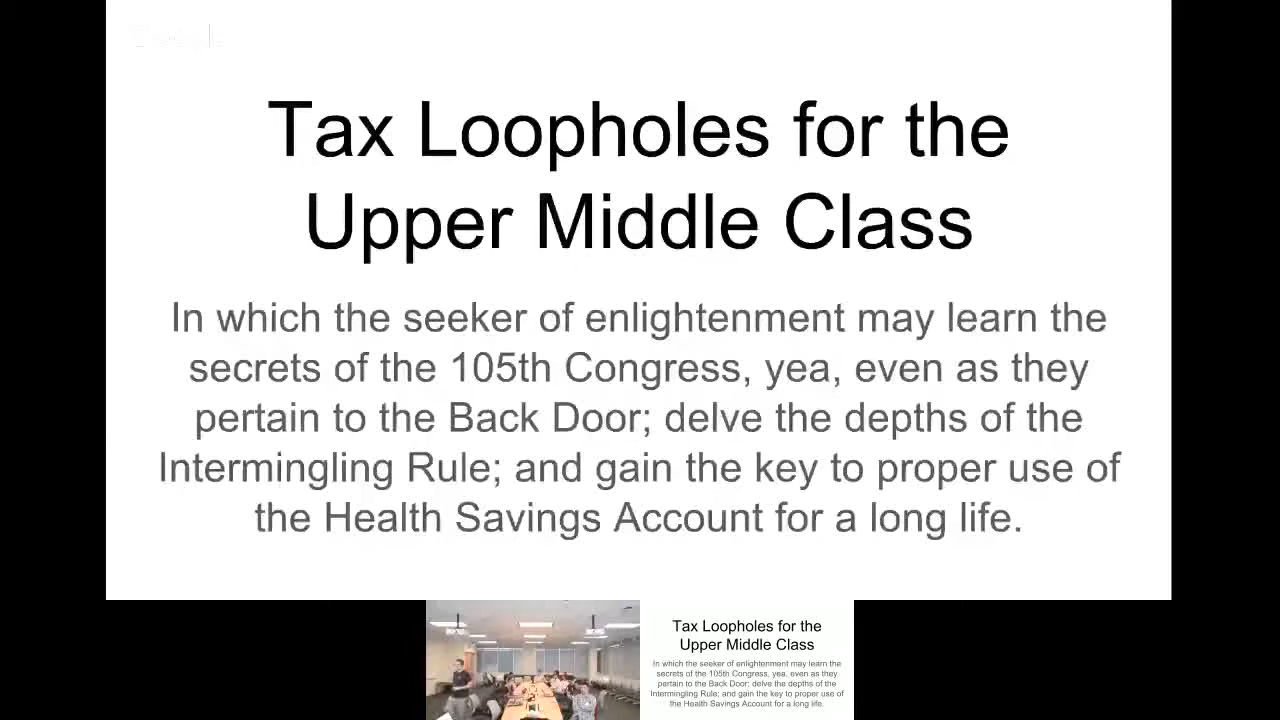 Tax Loopholes for the
Upper Middle Class
In which the seeker of enlightenment may learn the
secrets of the 105th Congress, yea, even as they
pertain to the Back Door; delve the depths of the
Intermingling Rule; and gain the key to proper use of
the Health Savings Account for a long life.
Tax Loopholes for the
Upper Middle Class
In which the seeker of enlightenment may learn the
secrets of the 105th Congress, yea, even as they
pertain to the Back Door; delve the depths of the
Intermingling Rule; and gain the key to proper use of
the Health Savings Account for a long life.